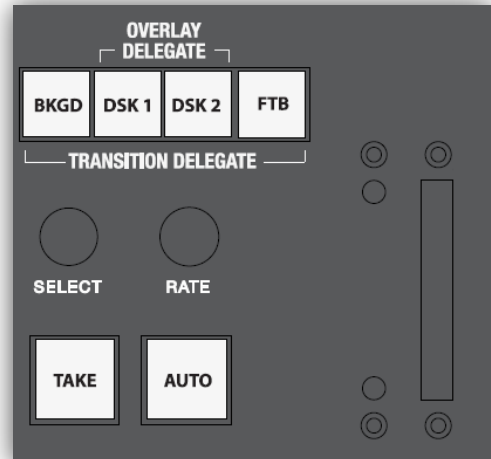 OVERLAY
DELEGATE
BKGD DSK 1 DSK 2 FTB
TRANSITION DELEGATE
SELECT RATE
TAKE AUTO